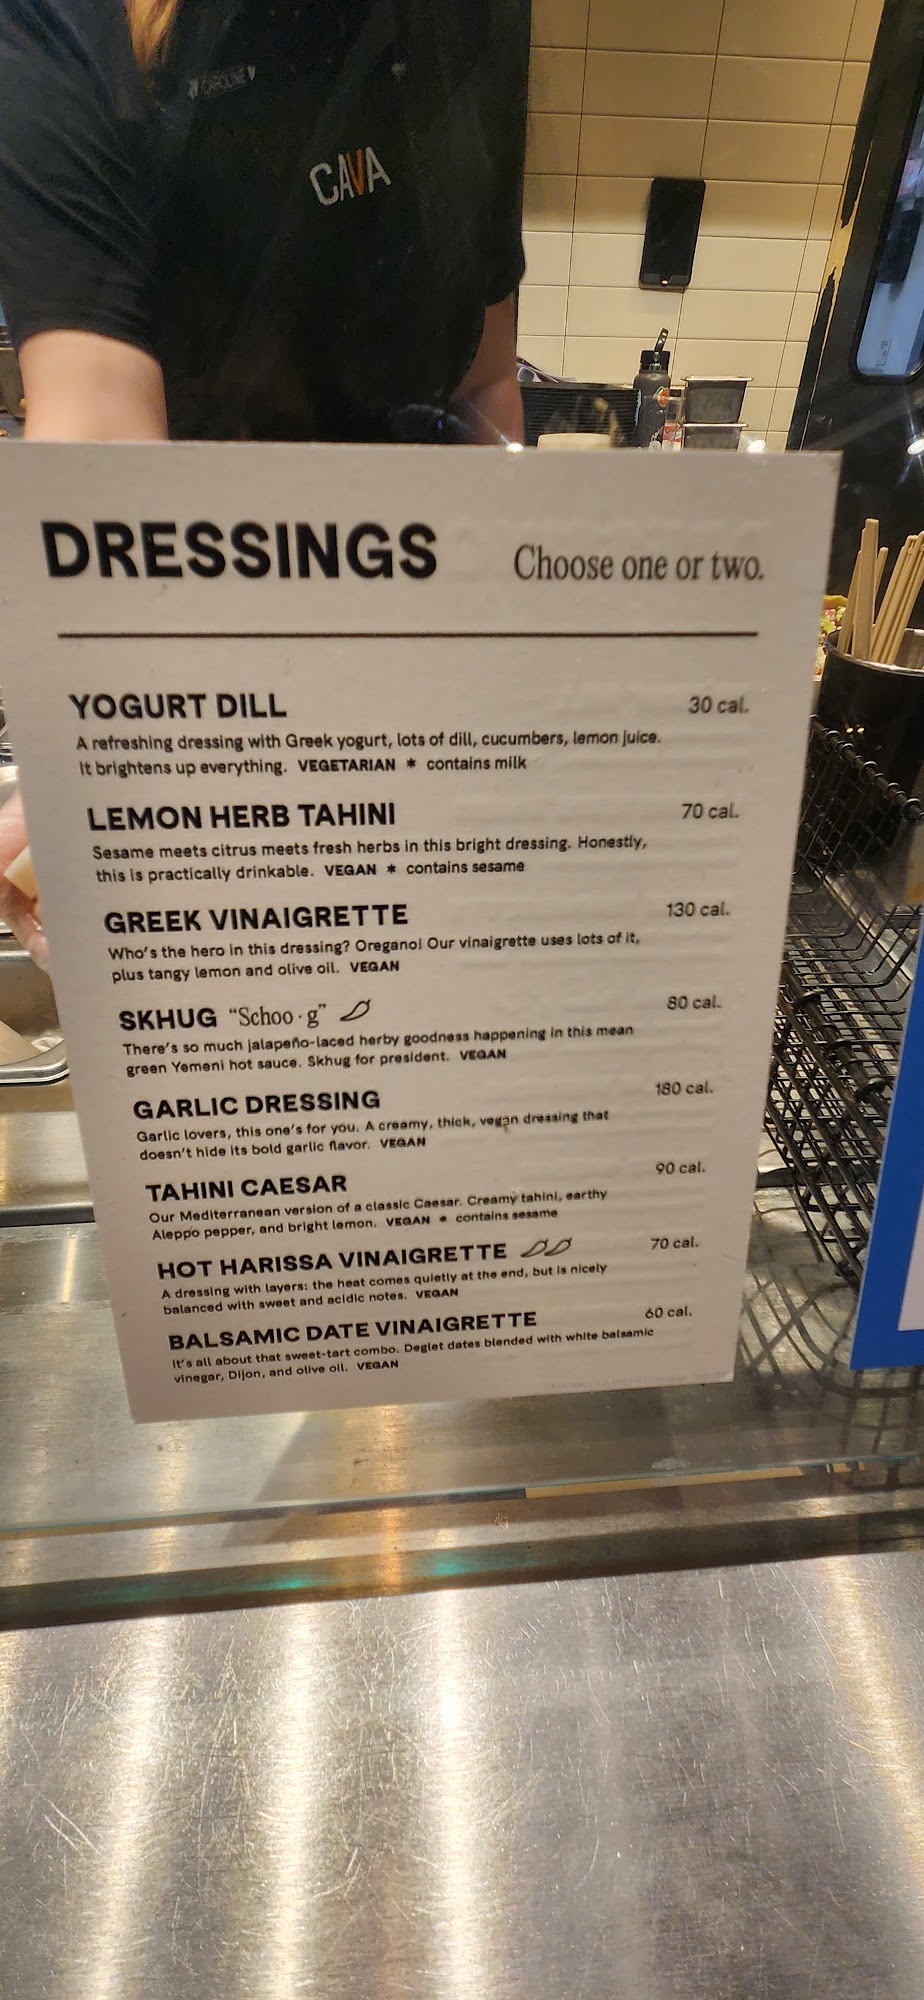 CAROLINE
CAVA
DRESSINGS Choose one or two.
YOGURT DILL 30 cal.
A refreshing dressing with Greek yogurt, lots of dill, cucumbers, lemon juice.
It brightens up everything. VEGETARIAN * contains milk
LEMON HERB TAHINI 70 cal.
Sesame meets citrus meets fresh herbs in this bright dressing. Honestly,
this is practically drinkable. VEGAN * contains sesame
GREEK VINAIGRETTE 130 cal.
Who's the hero in this dressing? Oregano! Our vinaigrette uses lots of it,
plus tangy lemon and olive oil. VEGAN
SKHUG "Schoo·g" 80 cal.
There's so much jalapeño-laced herby goodness happening in this mean
green Yemeni hot sauce. Skhug for president. VEGAN
GARLIC DRESSING 180 cal.
Garlic lovers, this one's for you. A creamy, thick, vegan dressing that
doesn't hide its bold garlic flavor. VEGAN
TAHINI CAESAR 90 cal.
Our Mediterranean version of a classic Caesar. Creamy tahini, earthy
Aleppo pepper, and bright lemon. VEGAN * contains sesame
HOT HARISSA VINAIGRETTE 70 cal.
A dressing with layers: the heat comes quietly at the end, but is nicely
balanced with sweet and acidic notes. VEGAN
BALSAMIC DATE VINAIGRETTE 60 cal.
It's all about that sweet-tart combo. Deglet dates blended with white balsamic
vinegar, Dijon, and olive oil. VEGAN